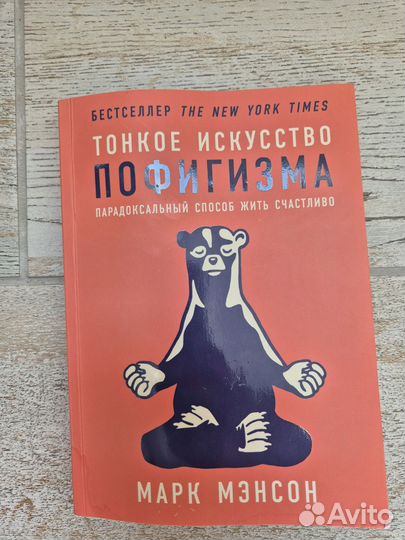 БЕСТСЕЛЛЕР THE NEW YORK TIMES
ТОНКОЕ ИСКУССТВО
ПОФИГИЗМА
ПАРАДОКСАЛЬНЫЙ СПОСОБ ЖИТЬ СЧАСТЛИВО
МАРК МЭНСОН
Avito